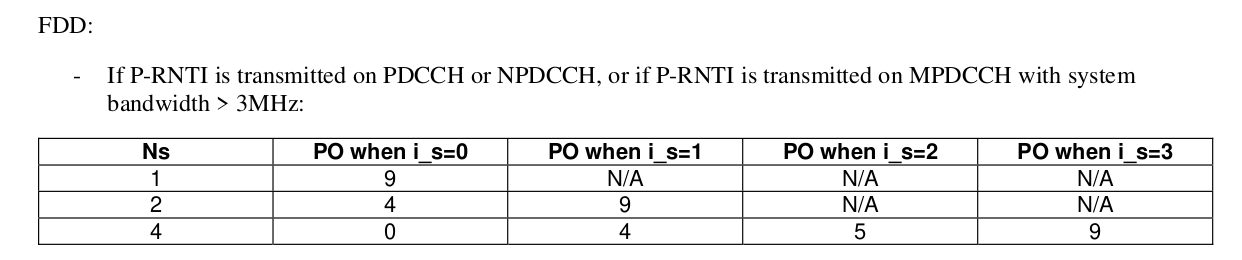 FDD:
- If P-RNTI is transmitted on PDCCH or NPDCCH, or if P-RNTI is transmitted on MPDCCH with system
bandwidth > 3MHz:
Ns PO when i_s=0 PO when i_s=1 PO when i_s=2 PO when i_s=3
1 9 N/A N/A N/A
2 4 9 N/A N/A
4 0 4 5 9